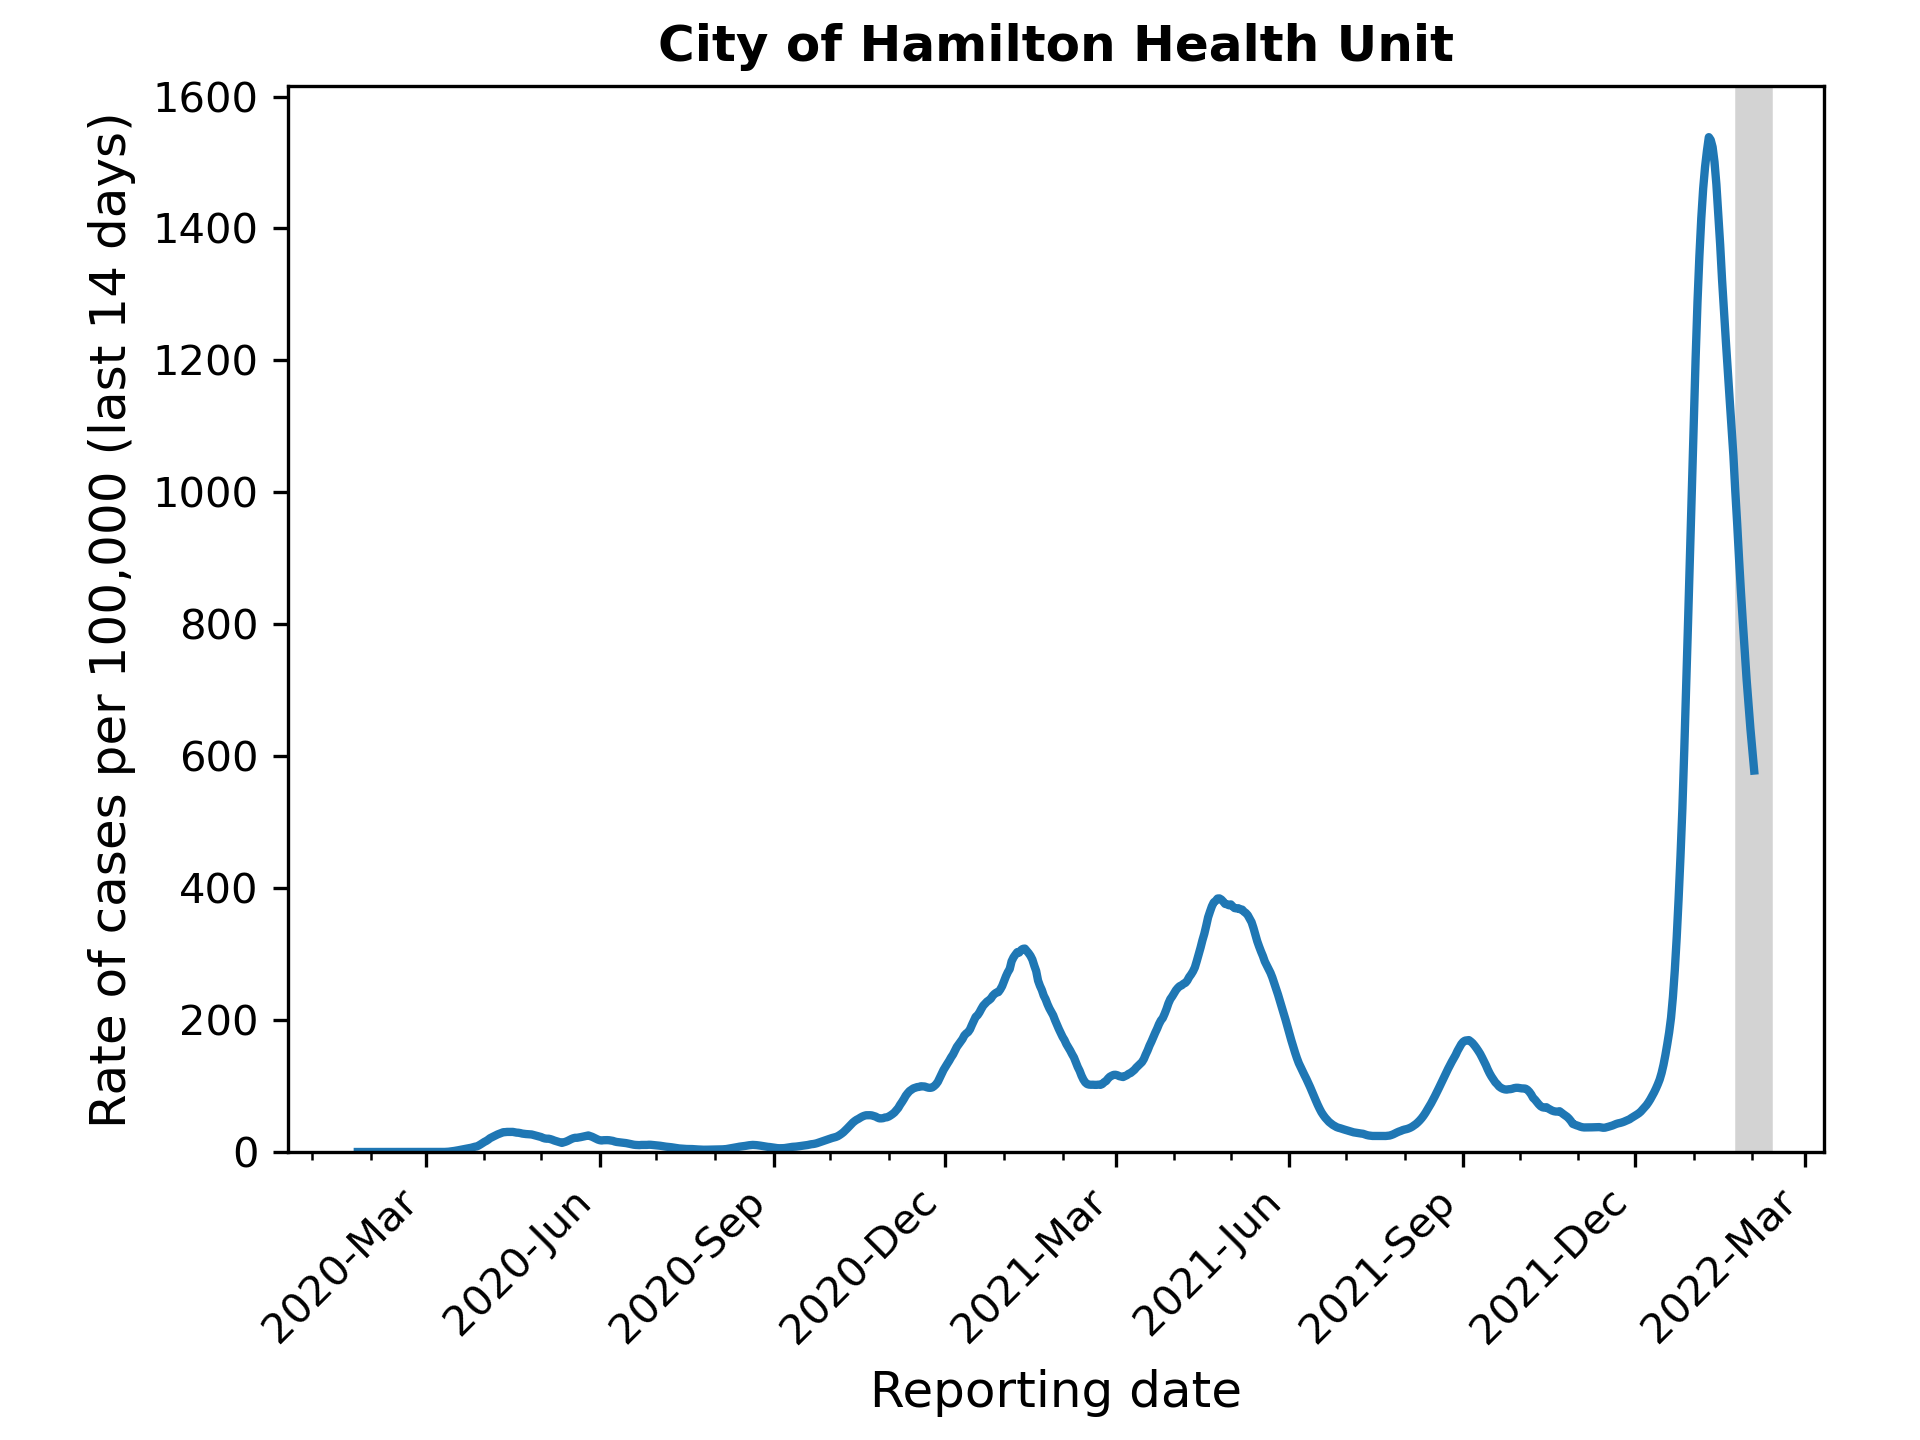 City of Hamilton Health Unit
Rate of cases per 100,000 (last 14 days)
1600
1400
1200
1000
800
600
400
200
0
2020-Mar
2020-Jun
2020-Sep
2020-Dec
2021-Mar
2021-Jun
2021-Sep
2021-Dec
2022-Mar
Reporting date